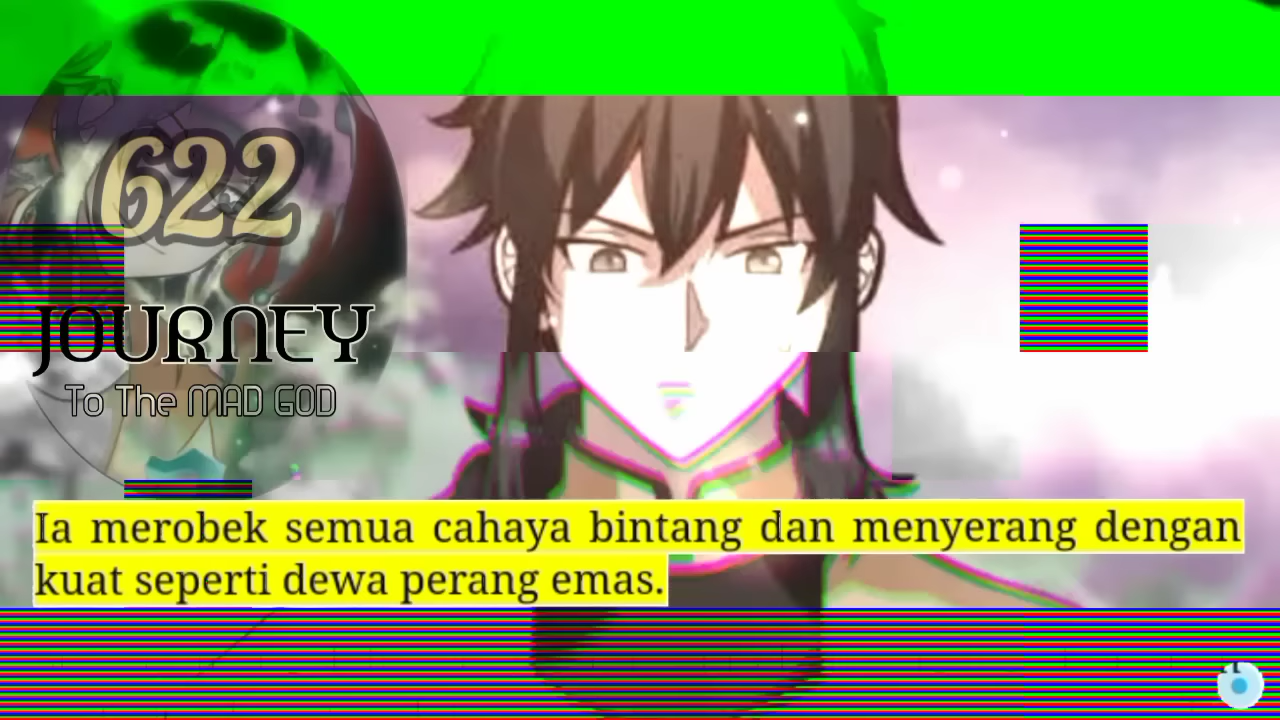 622
JOURNEY
To The MAD GOD
Ia merobek semua cahaya bintang dan menyerang dengan
kuat seperti dewa perang emas.